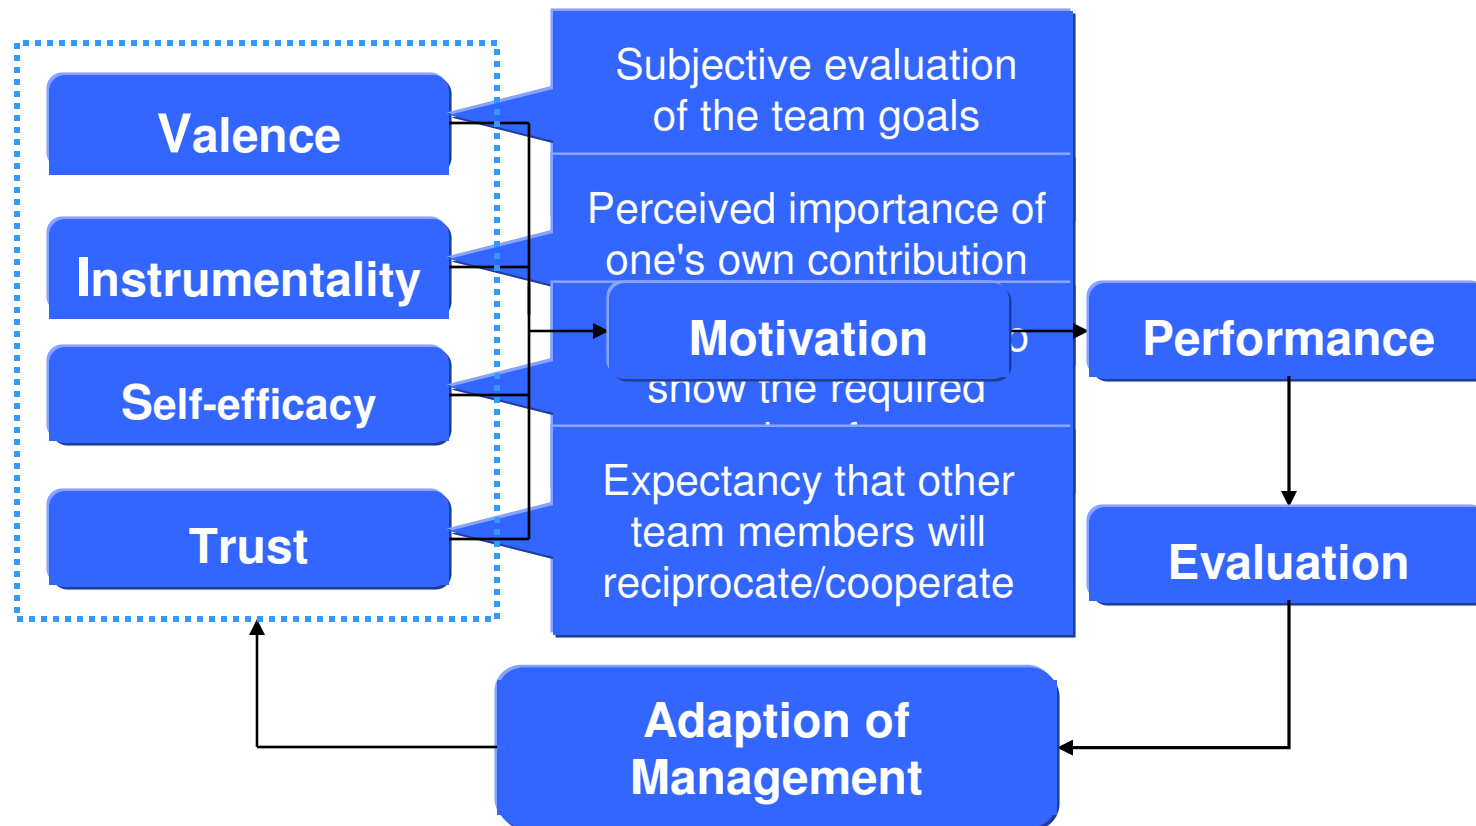 Valence
Subjective evaluation
of the team goals
Instrumentality
Perceived importance of
one's own contribution
Self-efficacy
show the required
Trust
Expectancy that other
team members will
reciprocate/cooperate
Motivation
Performance
Evaluation
Adaption of
Management